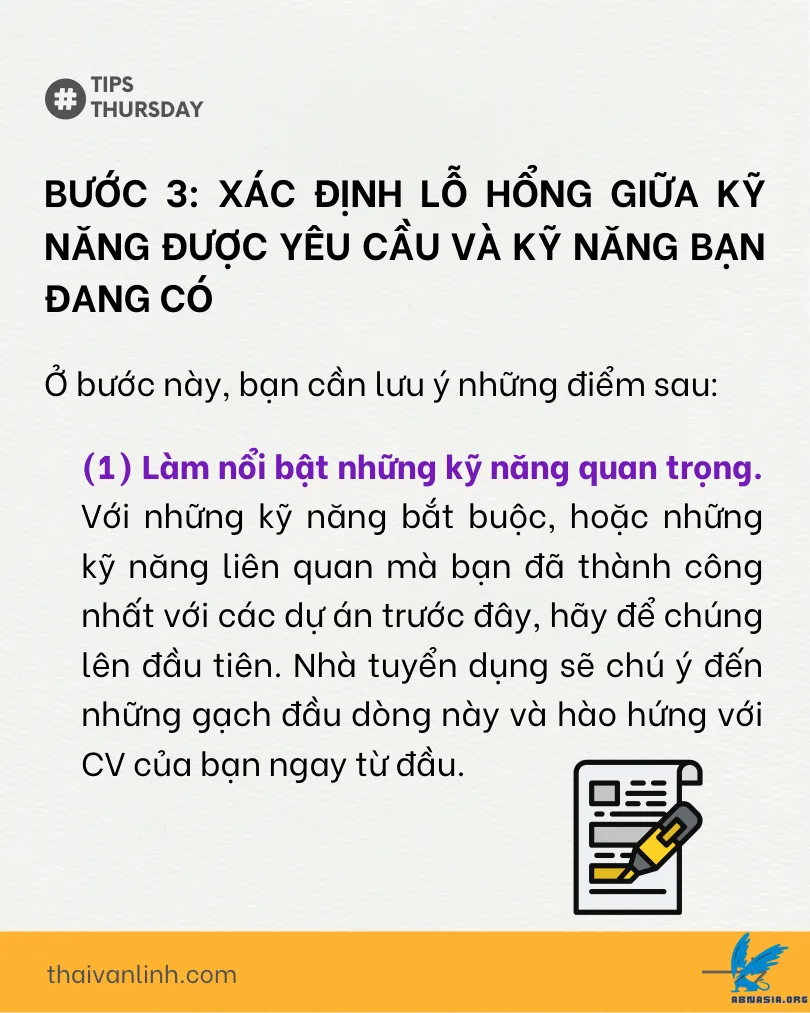 #
TIPS
THURSDAY
BƯỚC 3: XÁC ĐỊNH LỖ HỔNG GIỮA KỸ
NĂNG ĐƯỢC YÊU CẦU VÀ KỸ NĂNG BẠN
ĐANG CÓ
Ở bước này, bạn cần lưu ý những điểm sau:
(1) Làm nổi bật những kỹ năng quan trọng.
Với những kỹ năng bắt buộc, hoặc những
kỹ năng liên quan mà bạn đã thành công
nhất với các dự án trước đây, hãy để chúng
lên đầu tiên. Nhà tuyển dụng sẽ chú ý đến
những gạch đầu dòng này và hào hứng với
CV của bạn ngay từ đầu.
thaivanlinh.com
ABNASIA.ORG